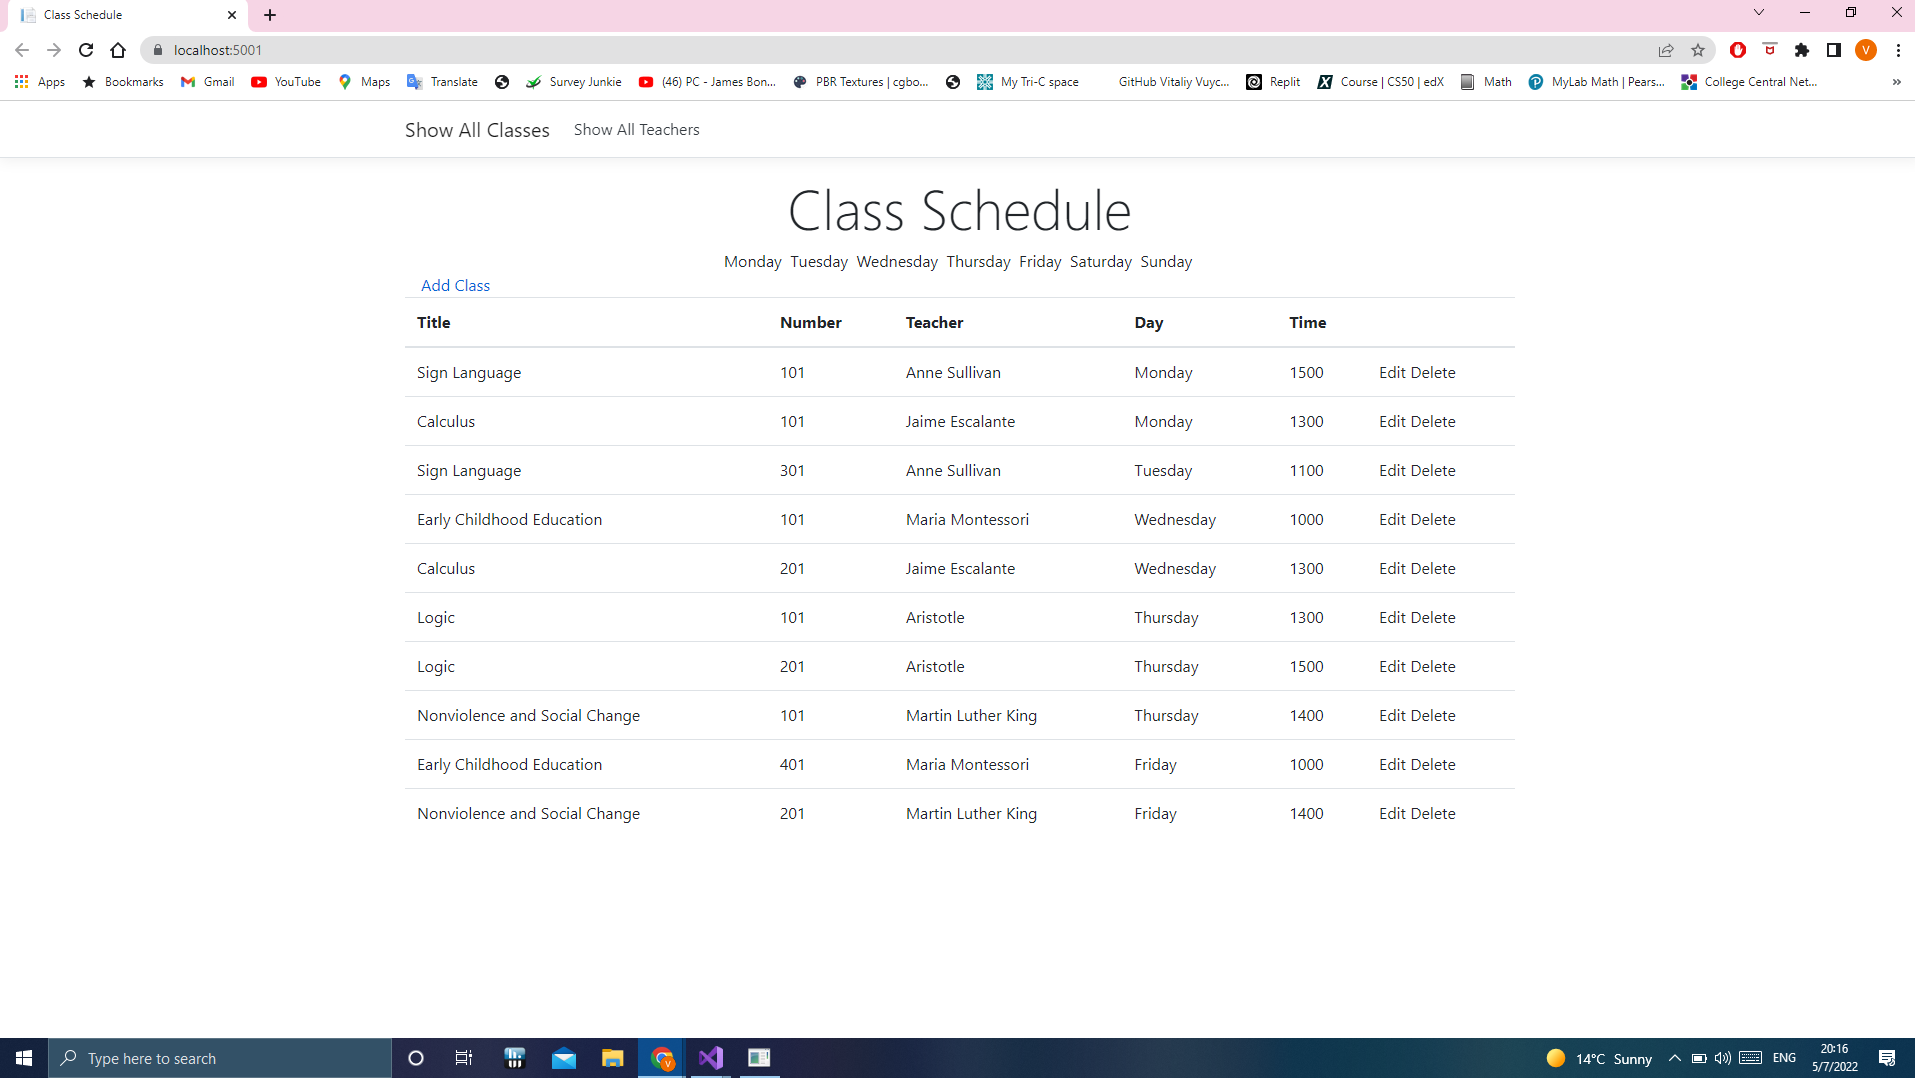 Class Schedule
localhost:5001
V
Apps Bookmarks Gmail YouTube Maps Translate Survey Junkie (46) PC - James Bon... PBR Textures | cgbo... My Tri-C space GitHub Vitaliy Vuyc... Replit Course | CS50 | edX Math MyLab Math | Pears... College Central Net... »
Show All Classes Show All Teachers
Class Schedule
Monday Tuesday Wednesday Thursday Friday Saturday Sunday
Add Class
Title Number Teacher Day Time
Sign Language 101 Anne Sullivan Monday 1500 Edit Delete
Calculus 101 Jaime Escalante Monday 1300 Edit Delete
Sign Language 301 Anne Sullivan Tuesday 1100 Edit Delete
Early Childhood Education 101 Maria Montessori Wednesday 1000 Edit Delete
Calculus 201 Jaime Escalante Wednesday 1300 Edit Delete
Logic 101 Aristotle Thursday 1300 Edit Delete
Logic 201 Aristotle Thursday 1500 Edit Delete
Nonviolence and Social Change 101 Martin Luther King Thursday 1400 Edit Delete
Early Childhood Education 401 Maria Montessori Friday 1000 Edit Delete
Nonviolence and Social Change 201 Martin Luther King Friday 1400 Edit Delete
Type here to search
14°C Sunny
ENG
20:16
5/7/2022